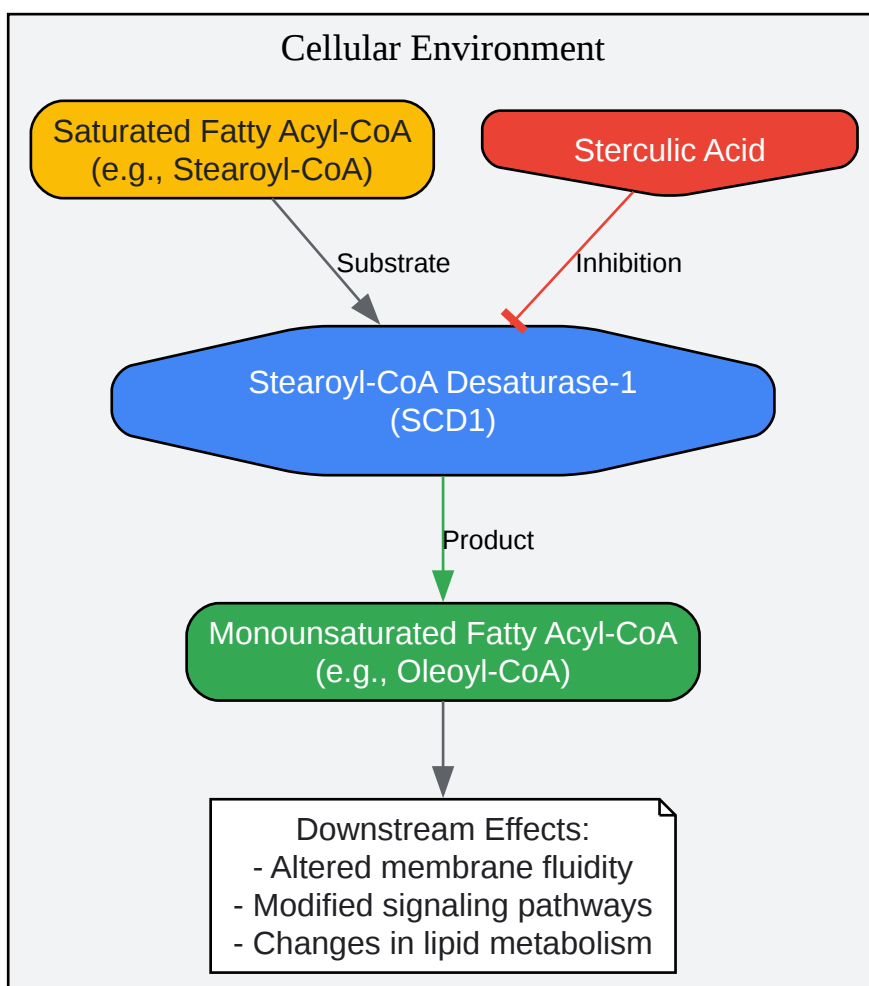 Cellular Environment
Saturated Fatty Acyl-CoA
(e.g., Stearoyl-CoA)
Sterculic Acid
Substrate
Inhibition
Stearoyl-CoA Desaturase-1
(SCD1)
Product
Monounsaturated Fatty Acyl-CoA
(e.g., Oleoyl-CoA)
Downstream Effects:
- Altered membrane fluidity
- Modified signaling pathways
- Changes in lipid metabolism